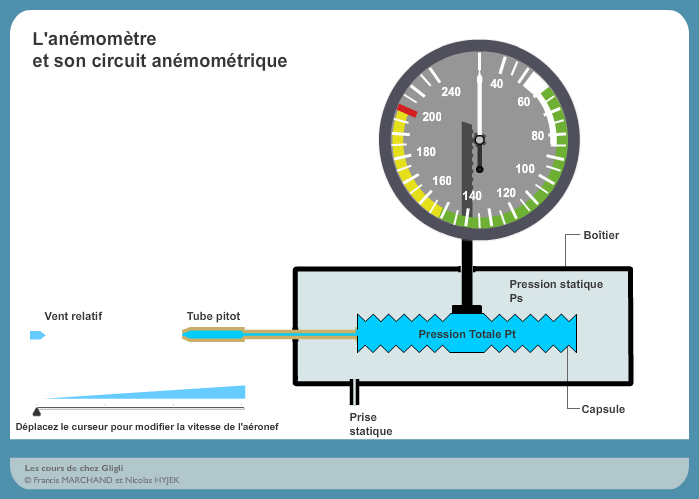 L'anémomètre
et son circuit anémométrique
240
40
60
200
80
180
100
160
140
120
Boîtier
Pression statique
Ps
Vent relatif
Tube pitot
Pression Totale Pt
Capsule
Prise
statique
Déplacez le curseur pour modifier la vitesse de l'aéronef
Les cours de chez Gligli
© Francis MARCHAND et Nicolas HYJEK